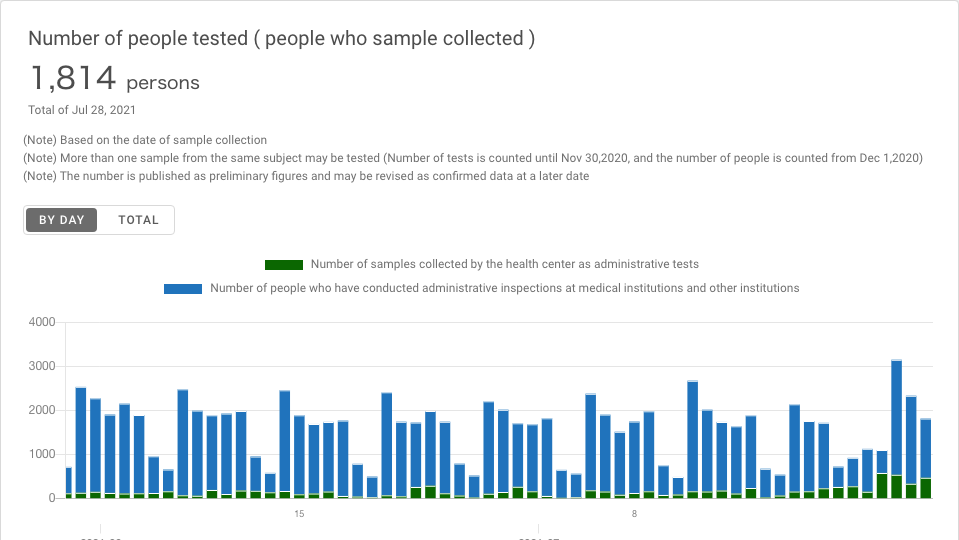 Number of people tested ( people who sample collected )
1,814 persons
Total of Jul 28, 2021
(Note) Based on the date of sample collection
(Note) More than one sample from the same subject may be tested (Number of tests is counted until Nov 30,2020, and the number of people is counted from Dec 1,2020)
(Note) The number is published as preliminary figures and may be revised as confirmed data at a later date
BY DAY TOTAL
Number of samples collected by the health center as administrative tests
Number of people who have conducted administrative inspections at medical institutions and other institutions
4000
3000
2000
1000
0
15 8